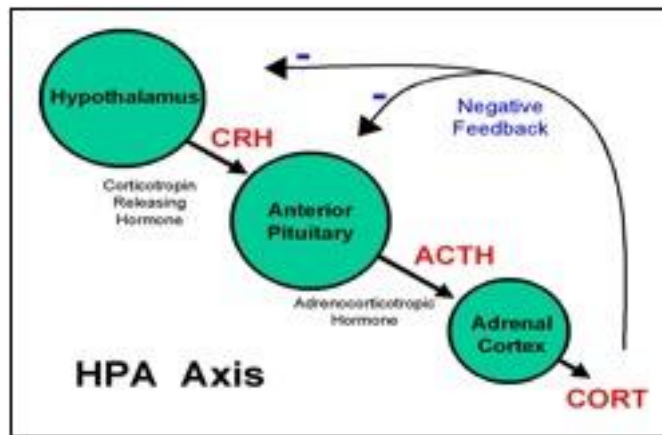 Hypothalamus
-
-
Negative
Feedback
CRH
Corticotropin
Releasing
Hormone
Anterior
Pituitary
ACTH
Adrenocorticotropic
Hormone
Adrenal
Cortex
HPA Axis
CORT